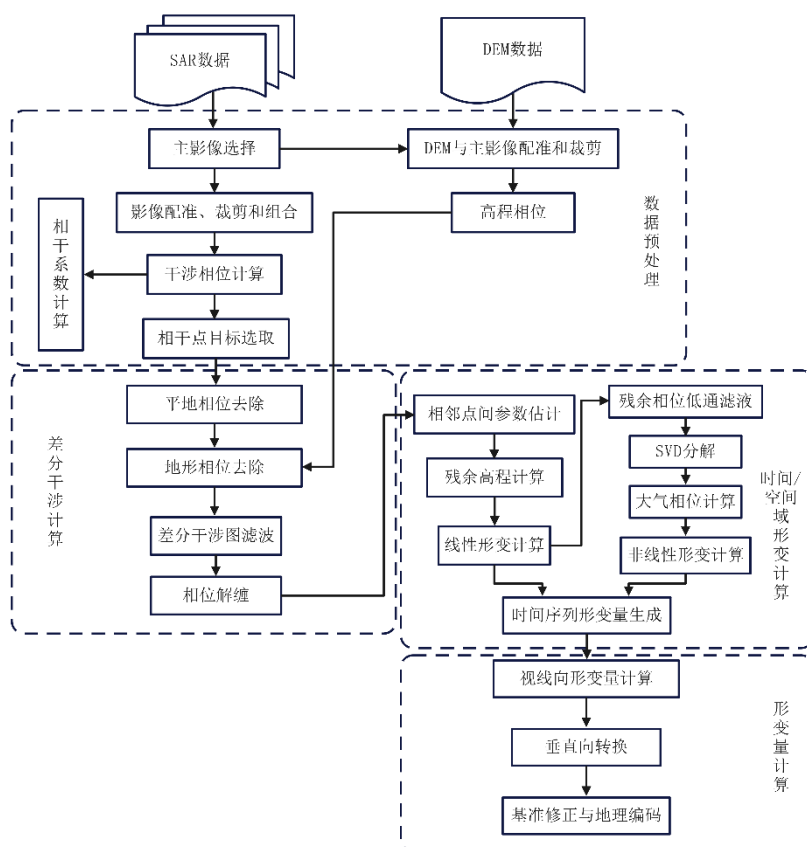 SAR数据
DEM数据
主影像选择
DEM与主影像配准和裁剪
影像配准、裁剪和组合
高程相位
相干系数计算
干涉相位计算
相干点目标选取
数据预处理
平地相位去除
地形相位去除
差分干涉图滤波
相位解缠
差分干涉计算
相邻点间参数估计
残余高程计算
线性形变计算
残余相位低通滤液
SVD分解
大气相位计算
非线性形变计算
时间序列形变量生成
时间/
空间
域形
变计
算
视线向形变量计算
垂直向转换
基准修正与地理编码
形变量计算